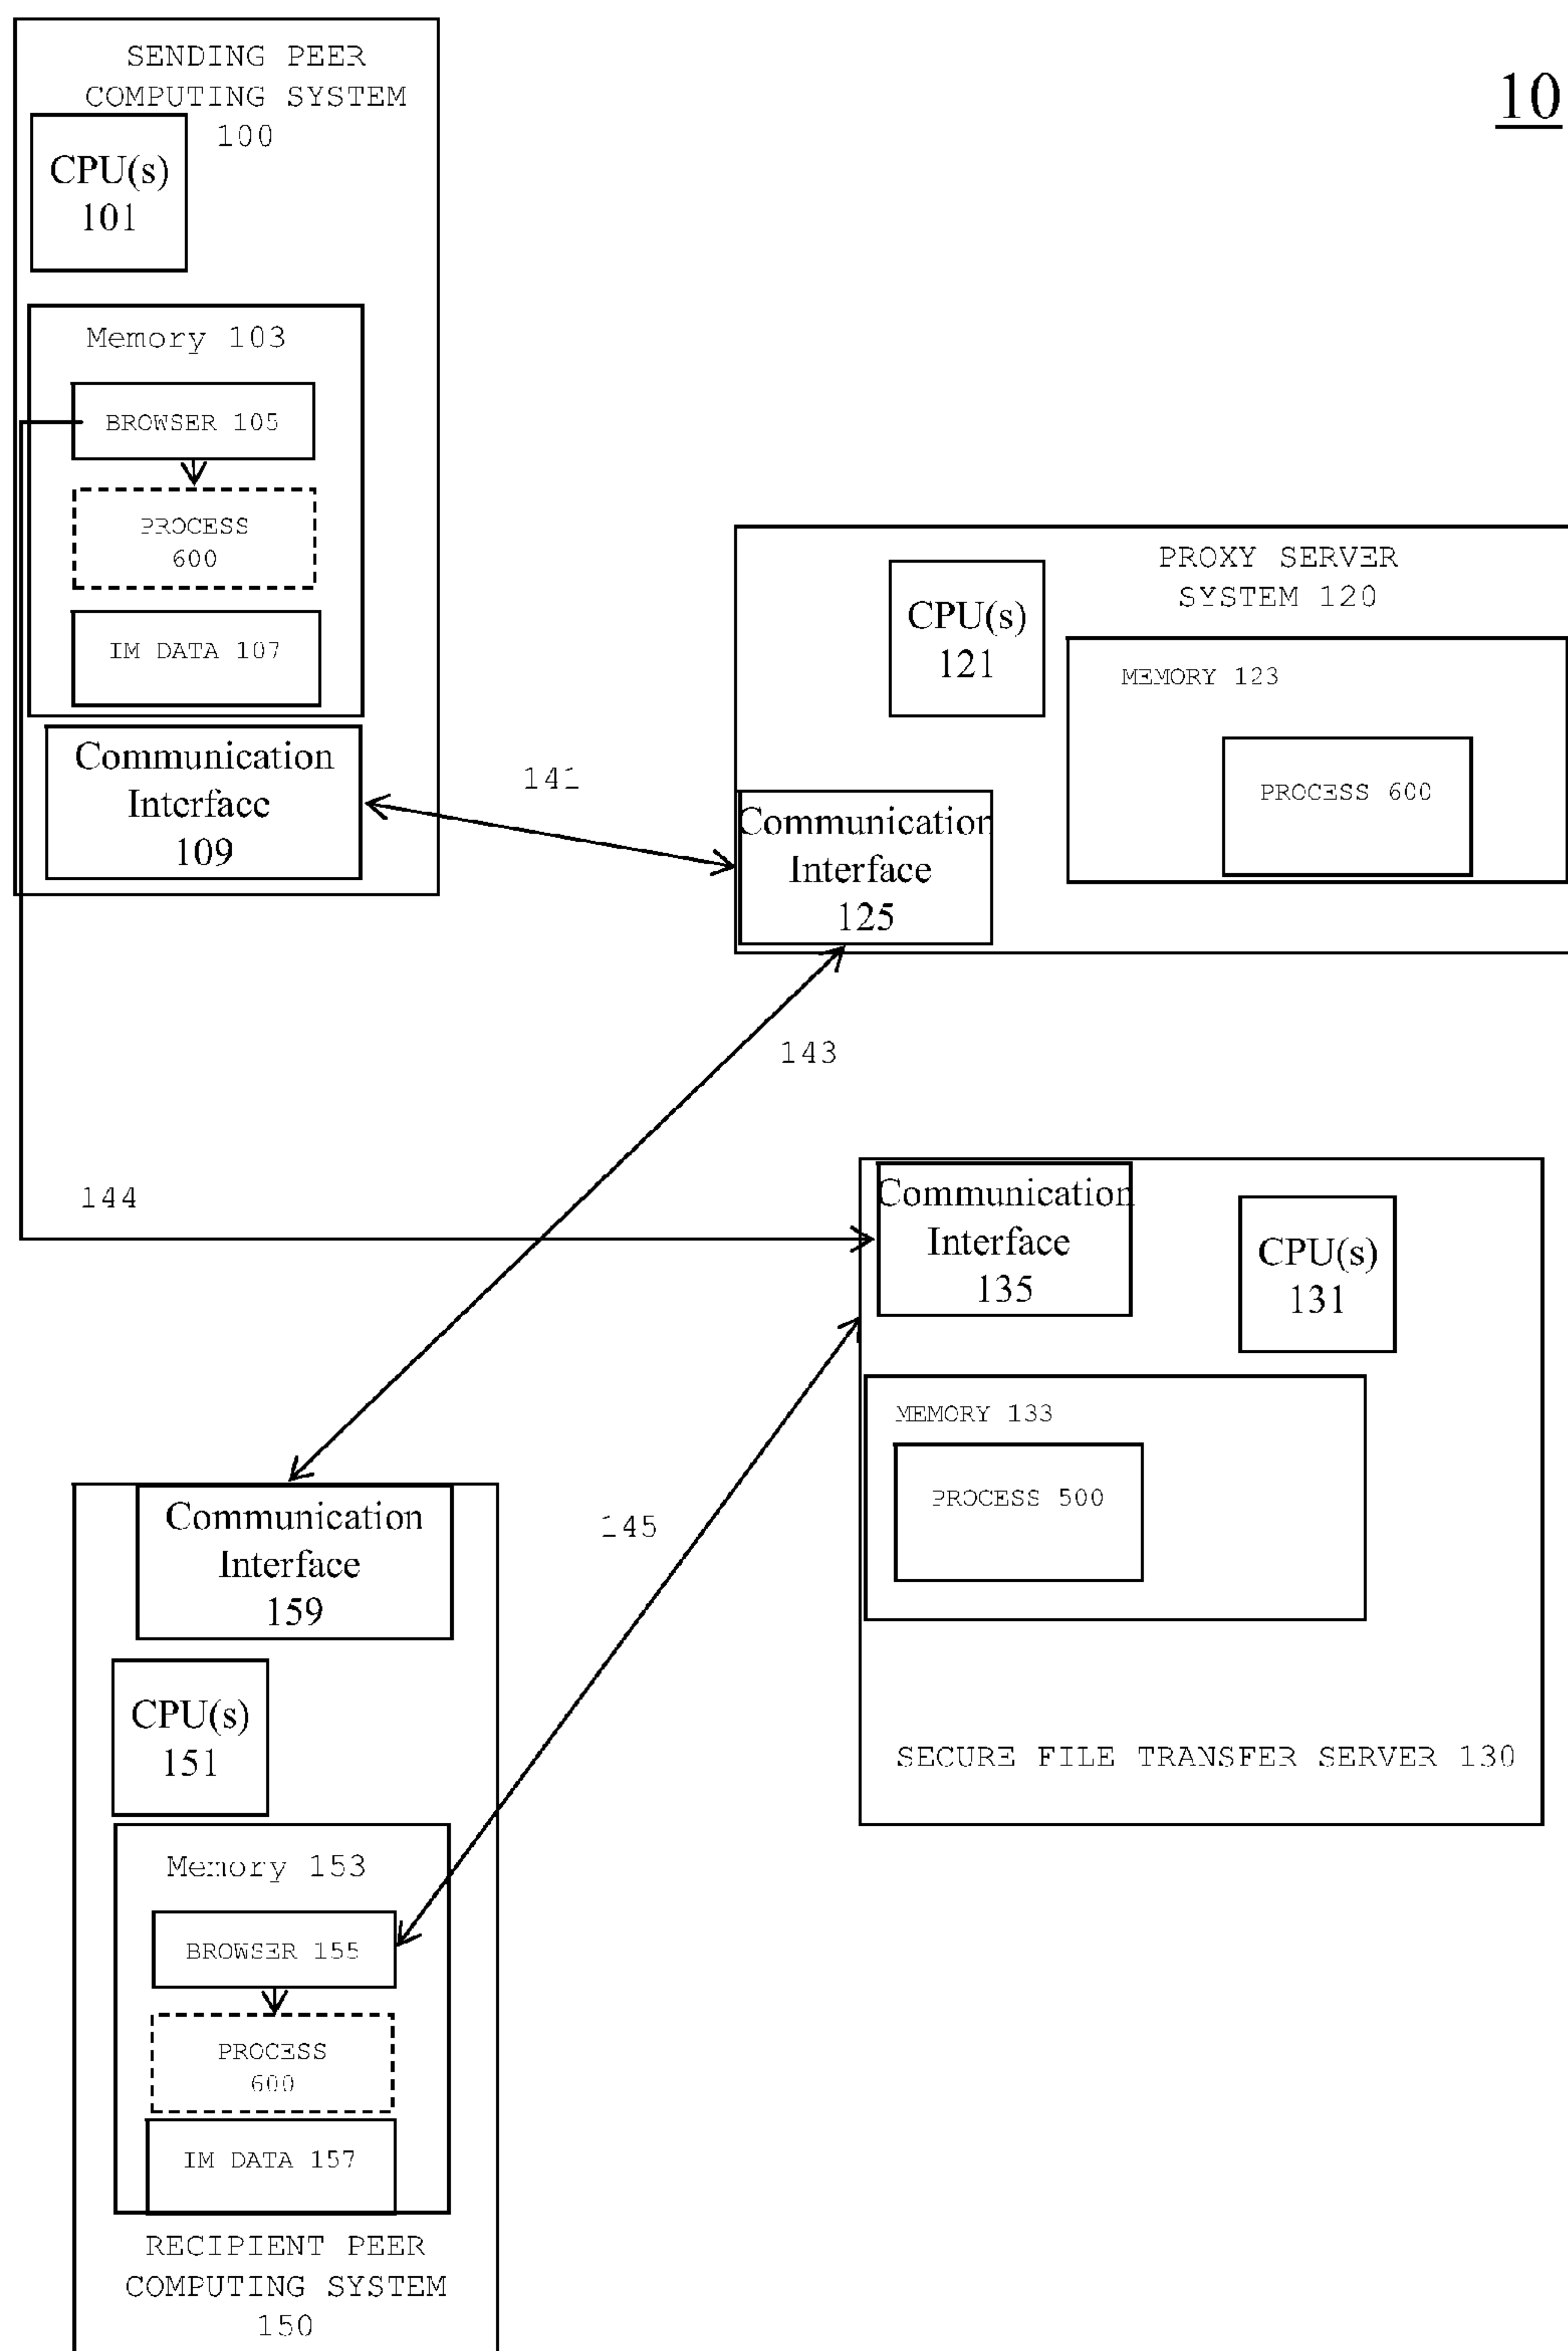 SENDING PEER
COMPUTING SYSTEM
100
10
CPU(s)
101
Memory 103
BROWSER 105
PROCESS
600
IM DATA 107
Communication
Interface
109
141
PROXY SERVER
SYSTEM 120
CPU(s)
121
MEMORY 123
PROCESS 600
Communication
Interface
125
143
144
Communication
Interface
135
CPU(s)
131
MEMORY 133
PROCESS 500
SECURE FILE TRANSFER SERVER 130
145
Communication
Interface
159
CPU(s)
151
Memory 153
BROWSER 155
PROCESS
600
IM DATA 157
RECIPIENT PEER
COMPUTING SYSTEM
150